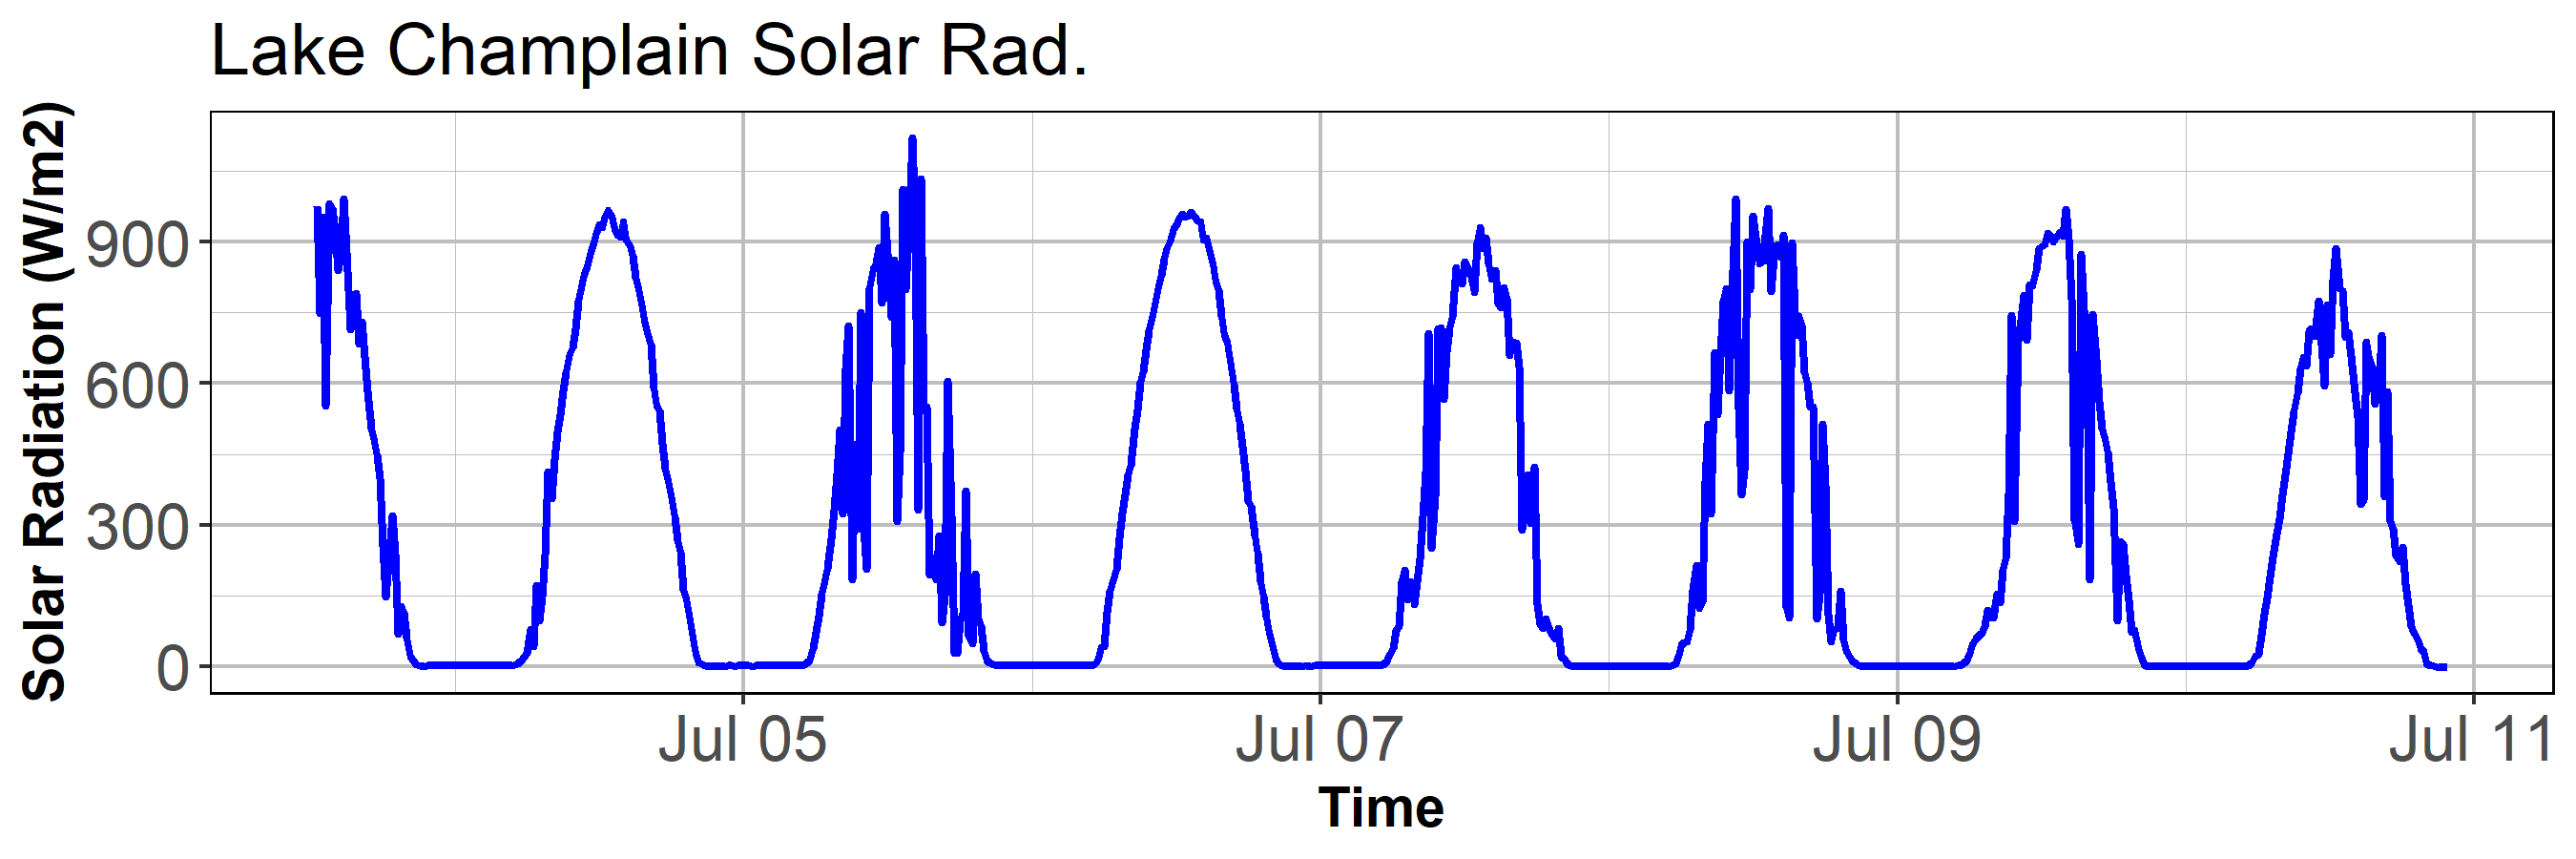 Lake Champlain Solar Rad.
Solar Radiation (W/m2)
900
600
300
0
Jul 05
Jul 07
Jul 09
Jul 11
Time